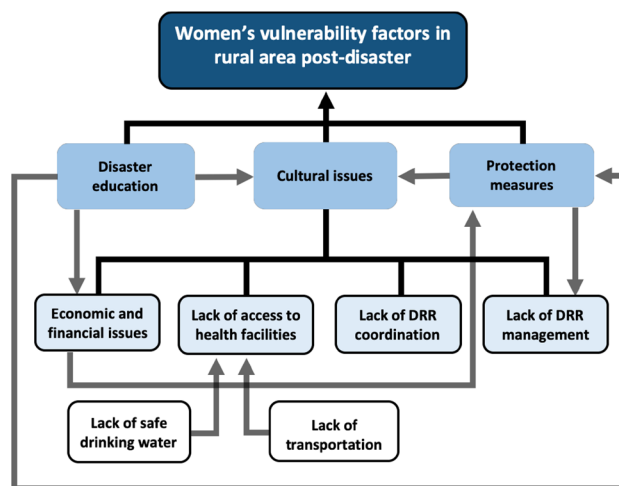 Women's vulnerability factors in
rural area post-disaster
Disaster
education
Cultural issues
Protection
measures
Economic and
financial issues
Lack of access to
health facilities
Lack of DRR
coordination
Lack of DRR
management
Lack of safe
drinking water
Lack of
transportation